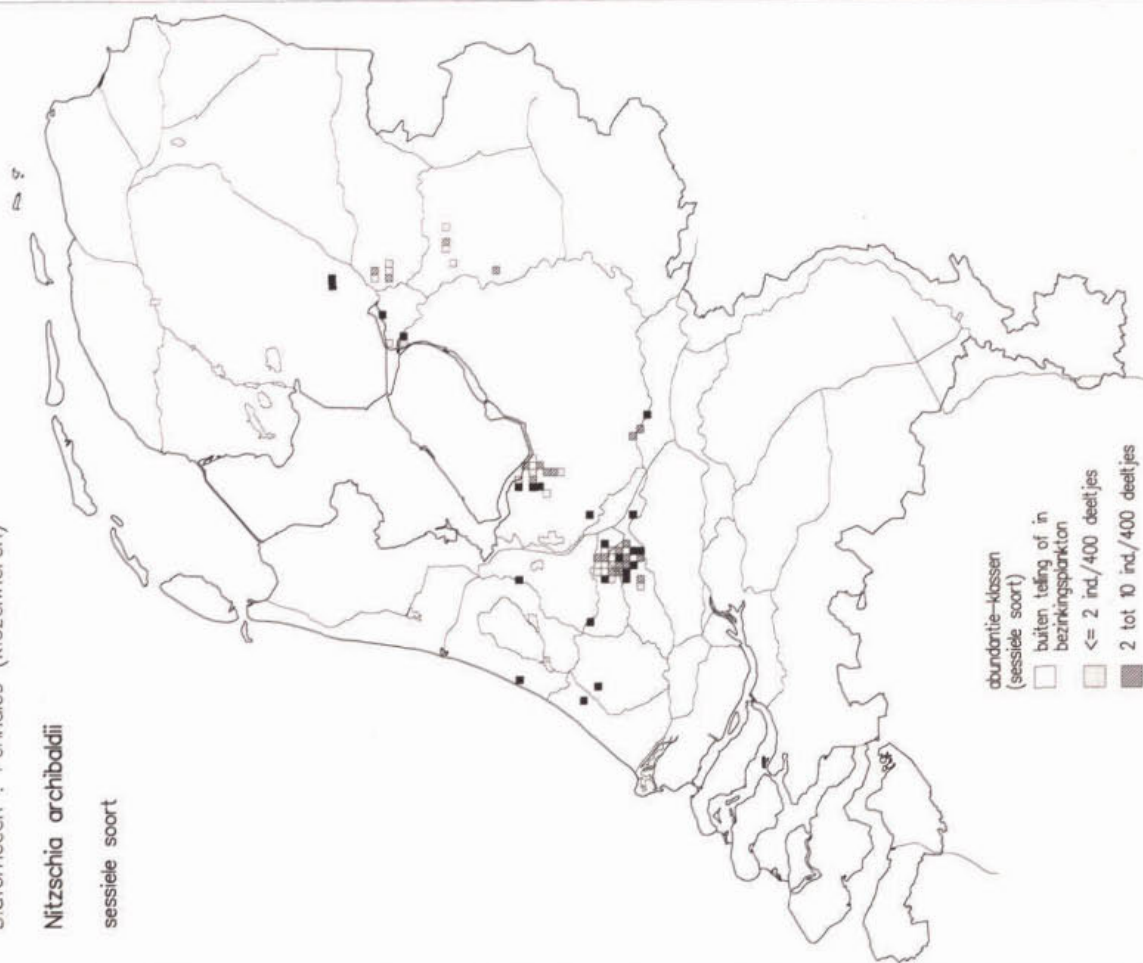 Nitzschia archibaldii
sessiele soort
abundantie-klassen
(sessiele soort)
buiten telling of in
bezinkingsplankton
<= 2 ind./400 deeltjes
2 tot 10 ind./400 deeltjes